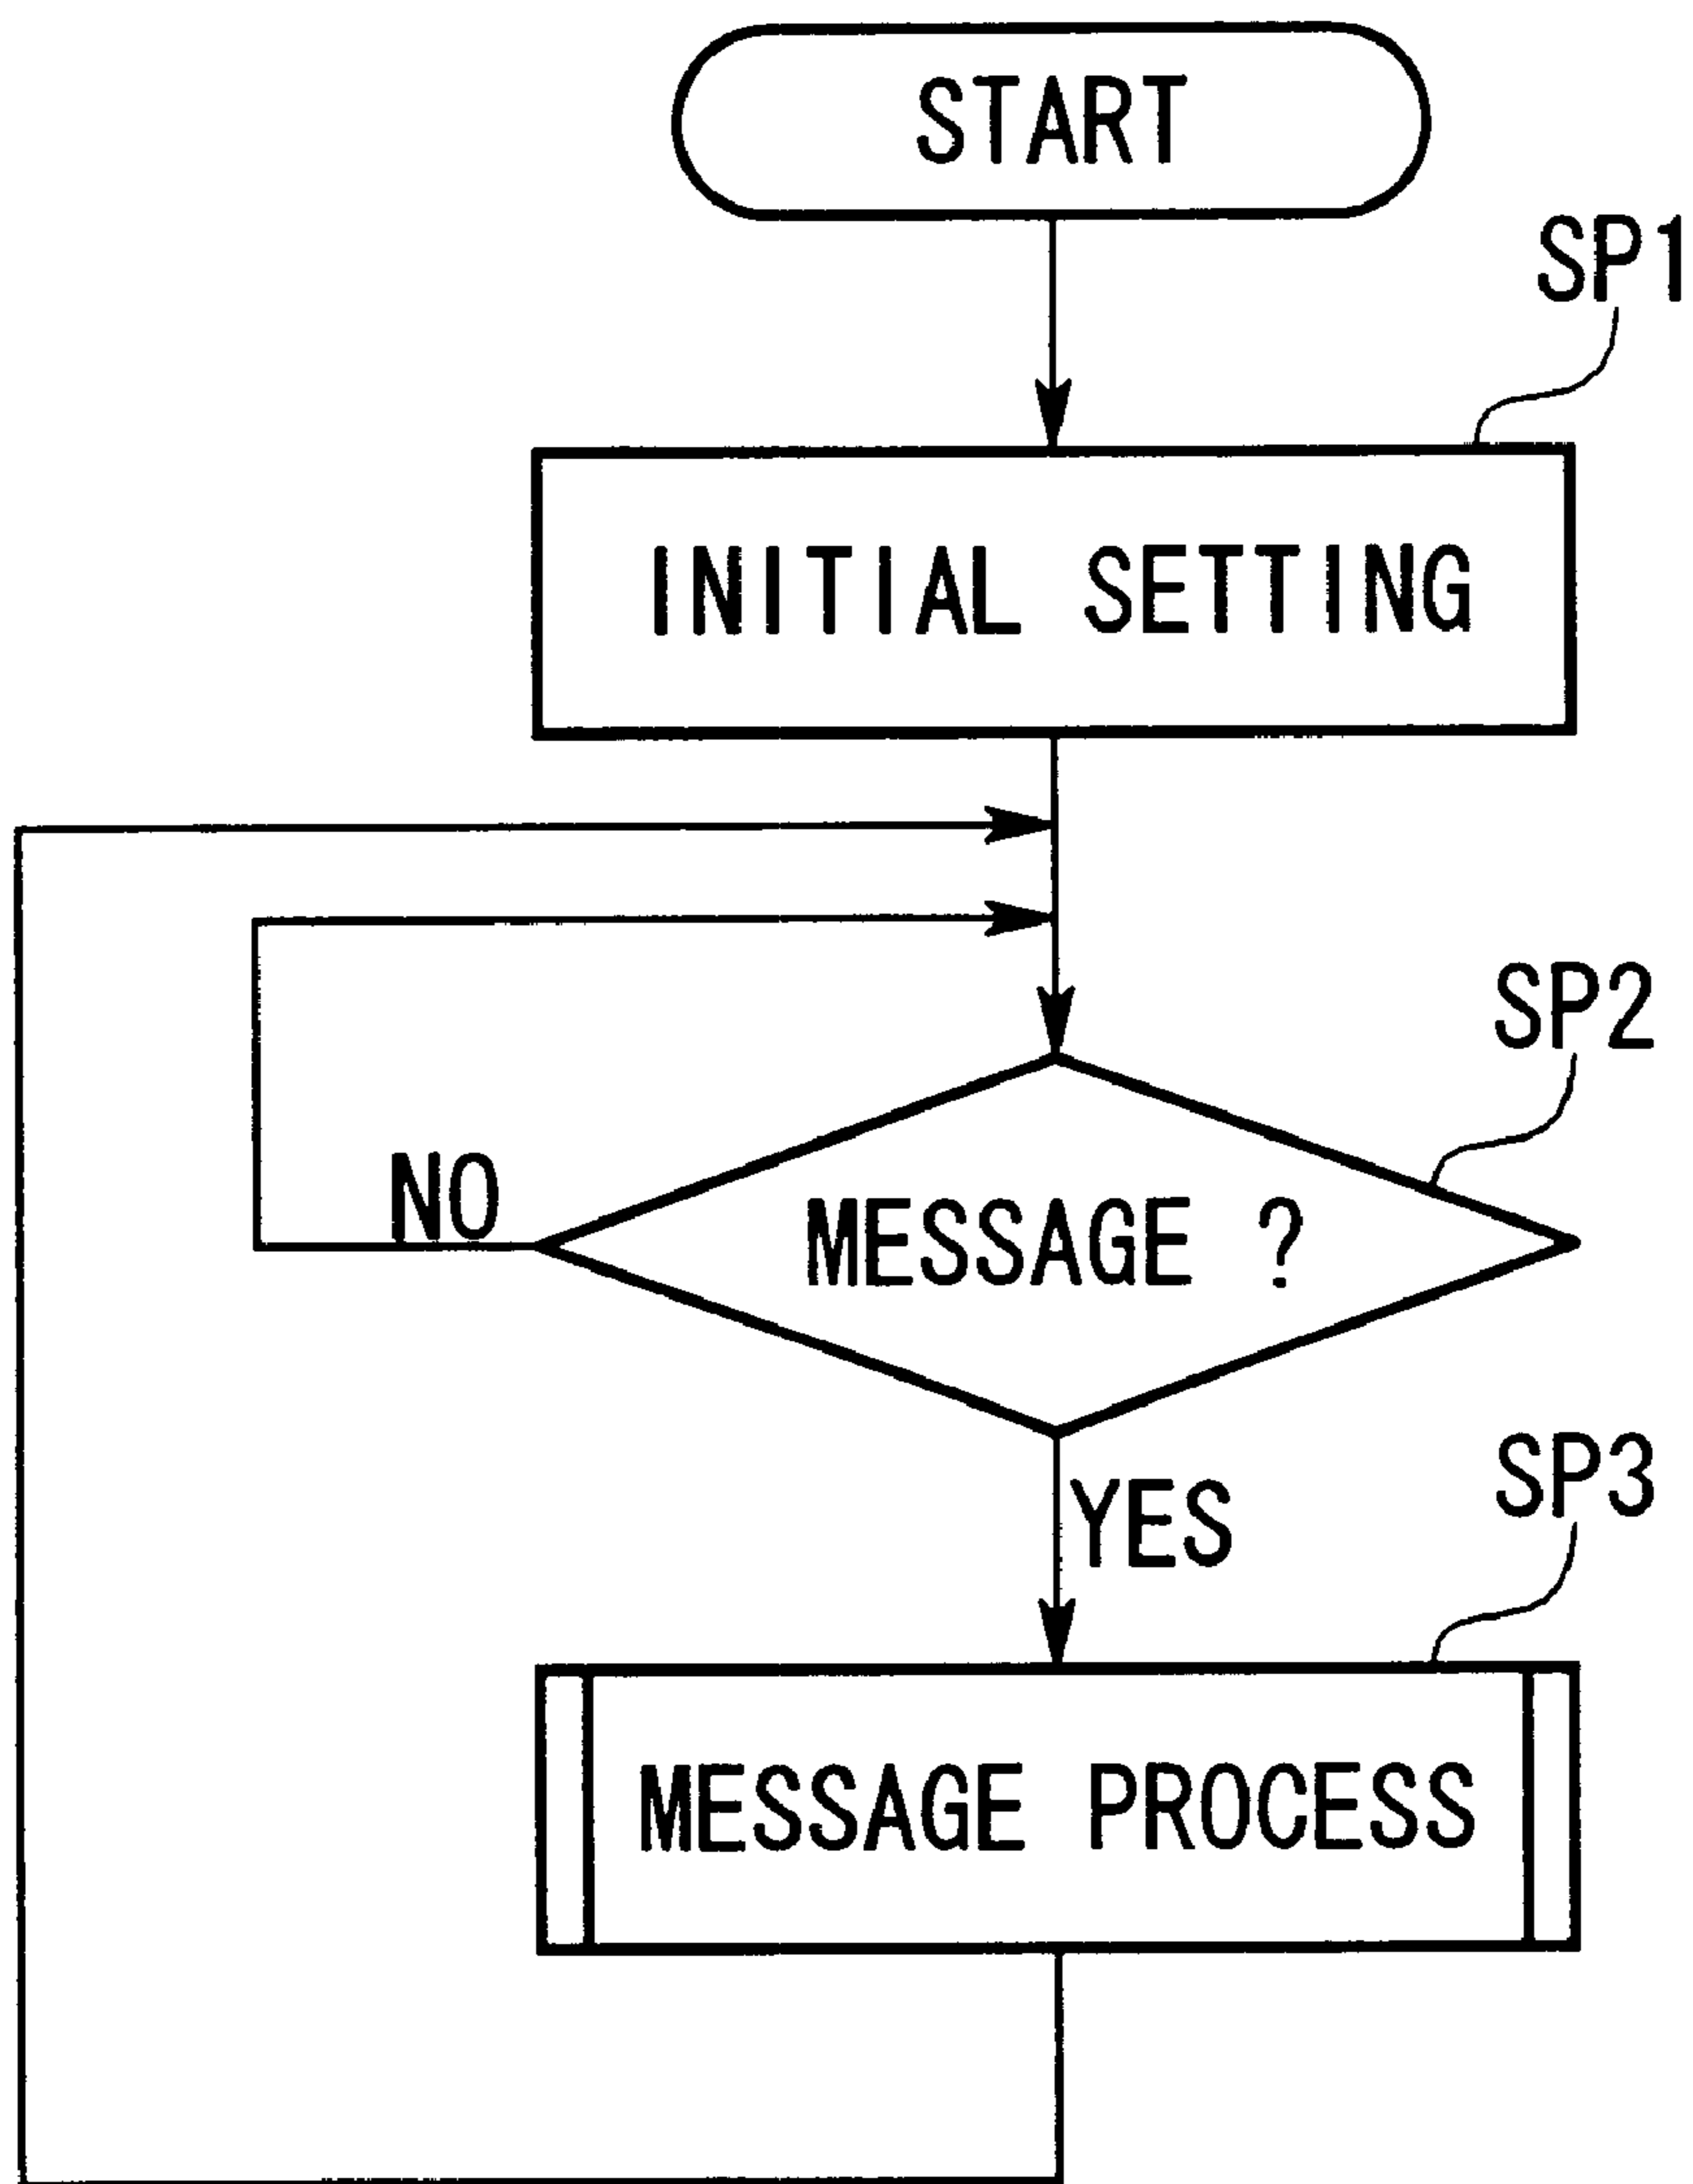 START
SP1
INITIAL SETTING
SP2
NO
MESSAGE ?
YES
SP3
MESSAGE PROCESS